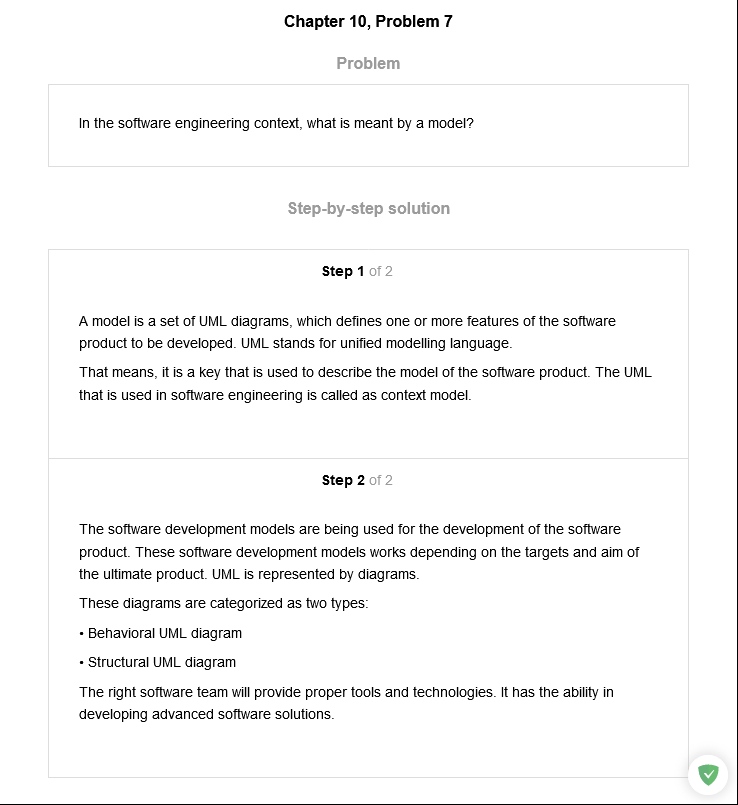 Chapter 10, Problem 7
Problem
In the software engineering context, what is meant by a model?
Step-by-step solution
Step 1 of 2
A model is a set of UML diagrams, which defines one or more features of the software
product to be developed. UML stands for unified modelling language.
That means, it is a key that is used to describe the model of the software product. The UML
that is used in software engineering is called as context model.
Step 2 of 2
The software development models are being used for the development of the software
product. These software development models works depending on the targets and aim of
the ultimate product. UML is represented by diagrams.
These diagrams are categorized as two types:
• Behavioral UML diagram
• Structural UML diagram
The right software team will provide proper tools and technologies. It has the ability in
developing advanced software solutions.